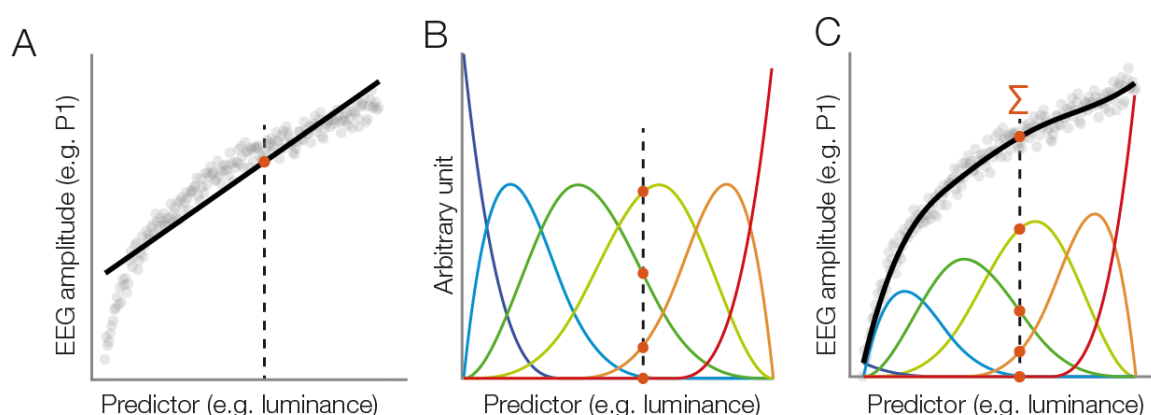 A
EEG amplitude (e.g. P1)
Predictor (e.g. luminance)
B
Arbitrary unit
Predictor (e.g. luminance)
C
Σ
EEG amplitude (e.g. P1)
Predictor (e.g. luminance)